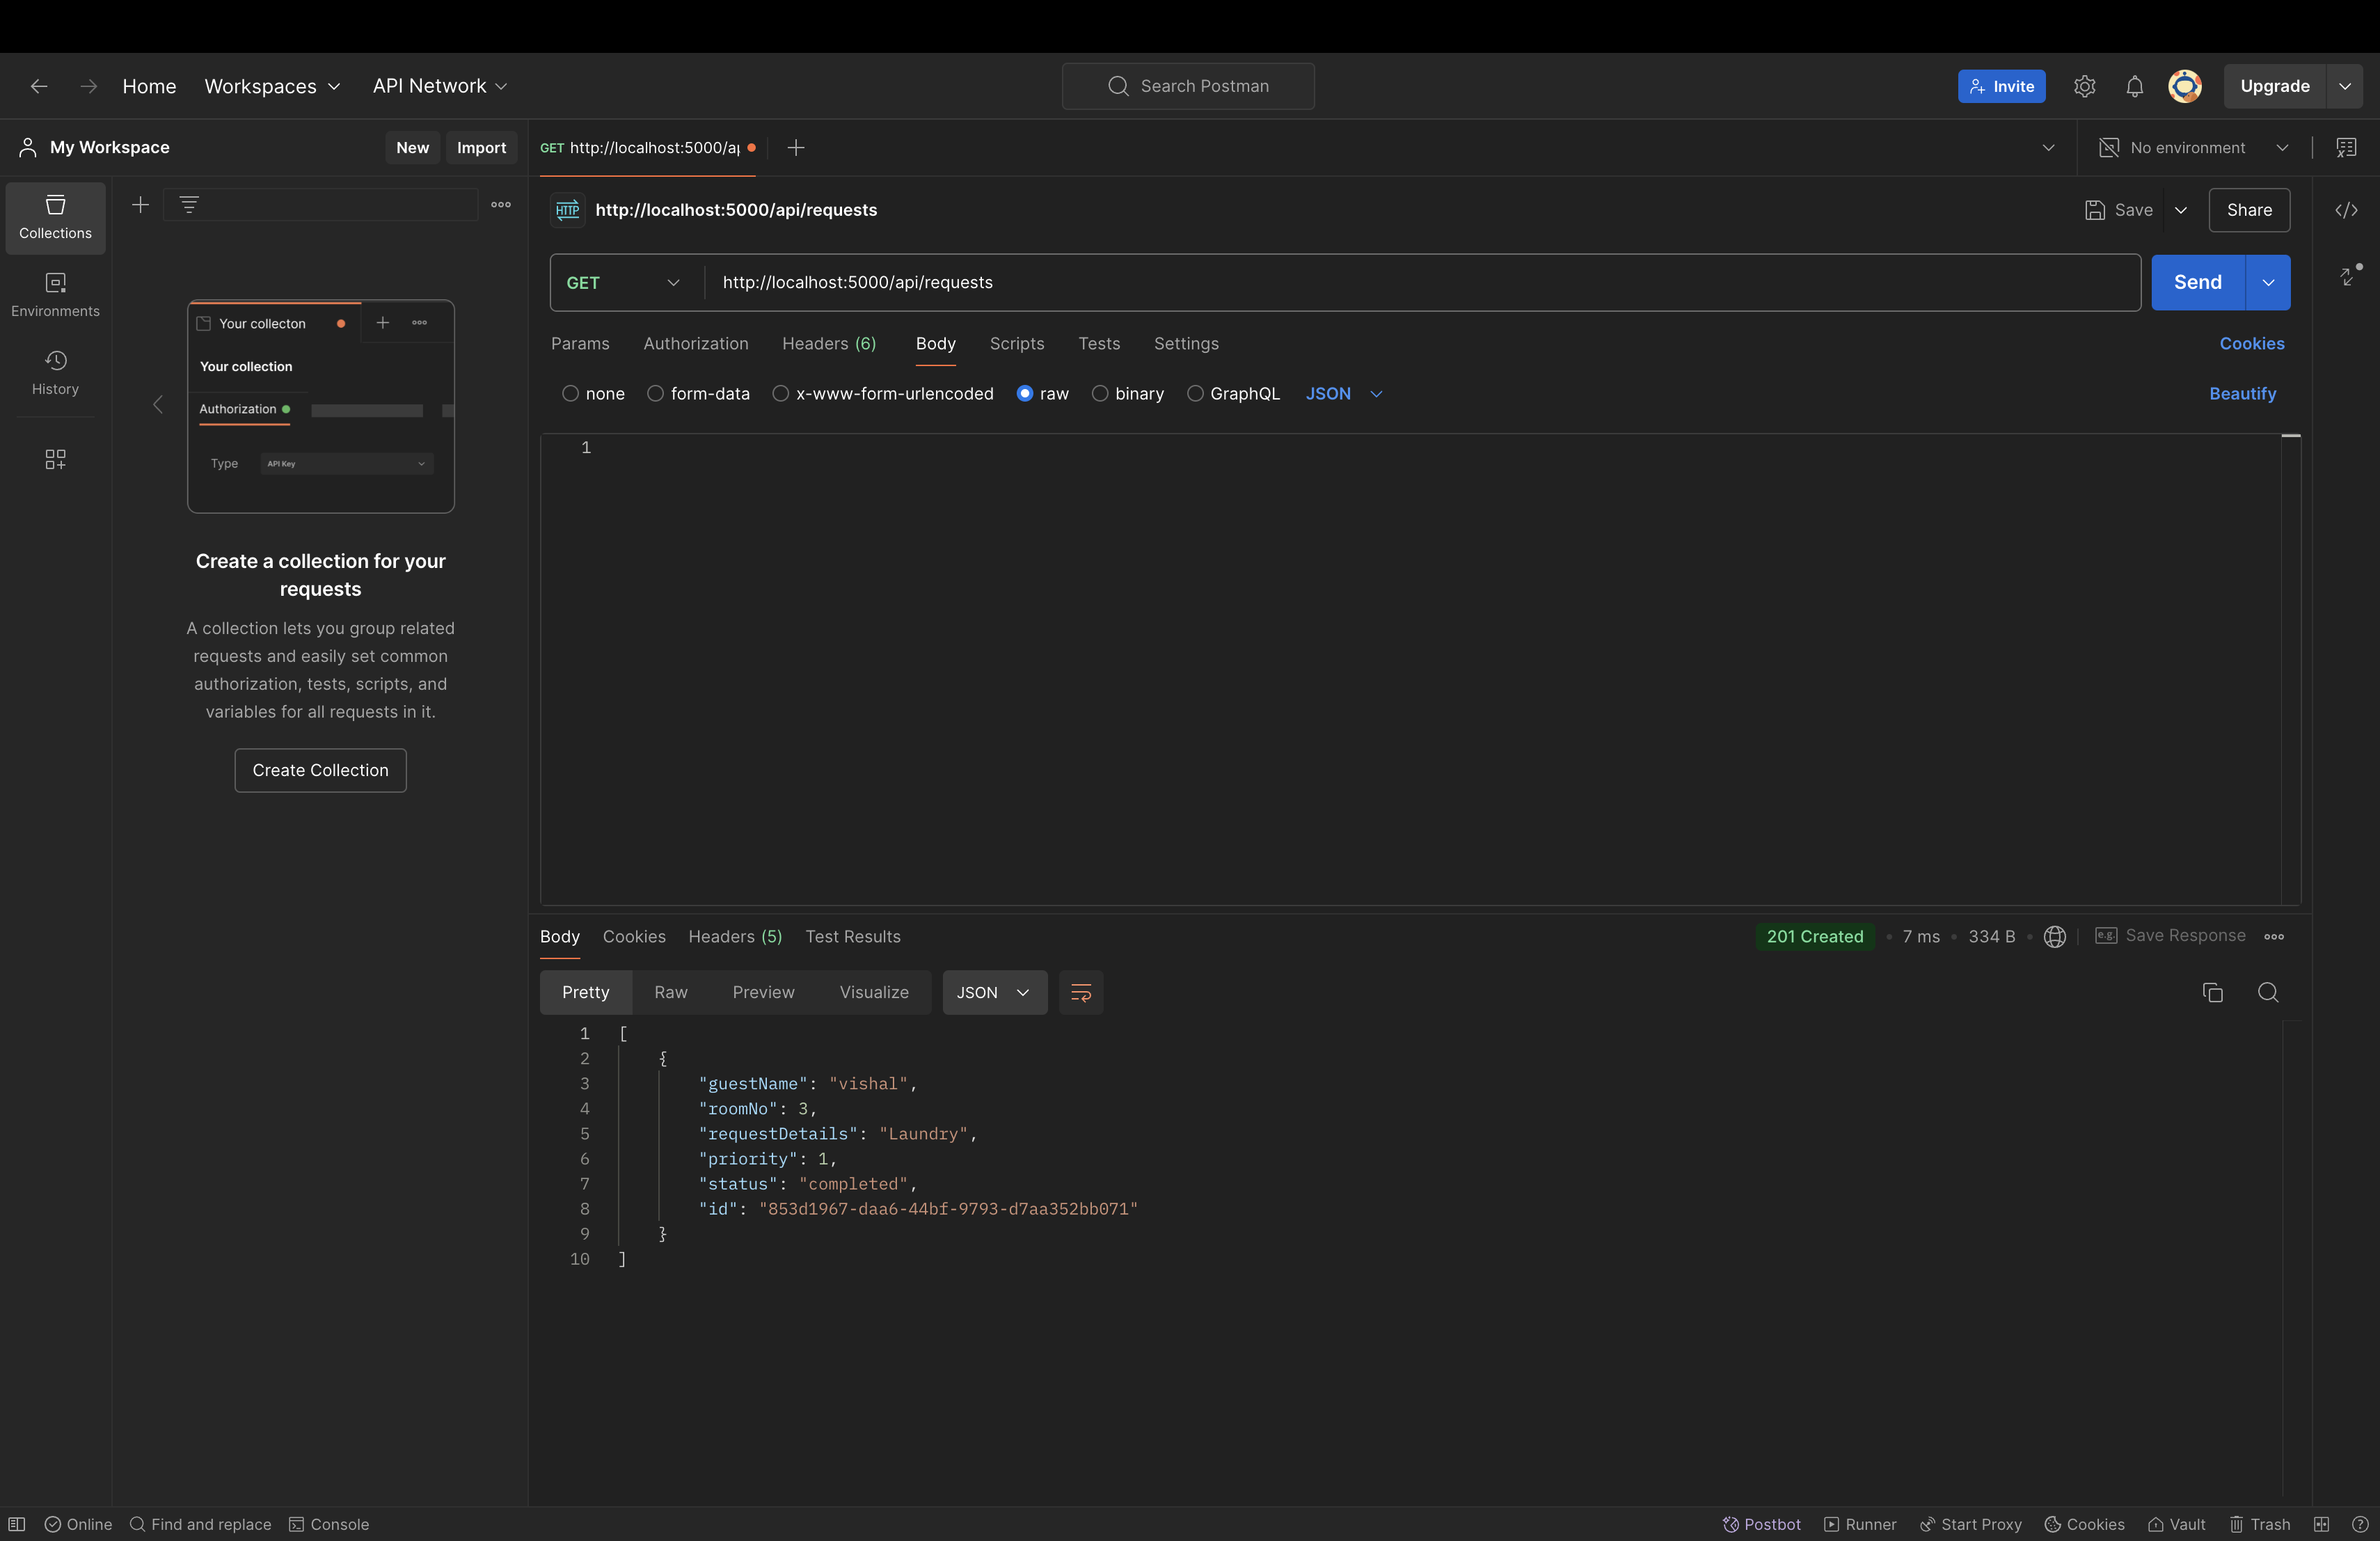 Home Workspaces API Network Search Postman Invite Upgrade
My Workspace New Import GET http://localhost:5000/a No environment
Collections
Environments
History
Your collecton
Your collection
Authorization
Type API Key
Create a collection for your
requests
A collection lets you group related
requests and easily set common
authorization, tests, scripts, and
variables for all requests in it.
Create Collection
HTTP http://localhost:5000/api/requests Save Share
GET http://localhost:5000/api/requests Send
Params Authorization Headers (6) Body Scripts Tests Settings Cookies
none form-data x-www-form-urlencoded raw binary GraphQL JSON Beautify
1
Body Cookies Headers (5) Test Results 201 Created 7 ms 334 B e.g. Save Response
Pretty Raw Preview Visualize JSON
1 [
2 {
3 "guestName": "vishal",
4 "roomNo": 3,
5 "requestDetails": "Laundry",
6 "priority": 1,
7 "status": "completed",
8 "id": "853d1967-daa6-44bf-9793-d7aa352bb071"
9 }
10 ]
Online Find and replace Console Postbot Runner Start Proxy Cookies Vault Trash